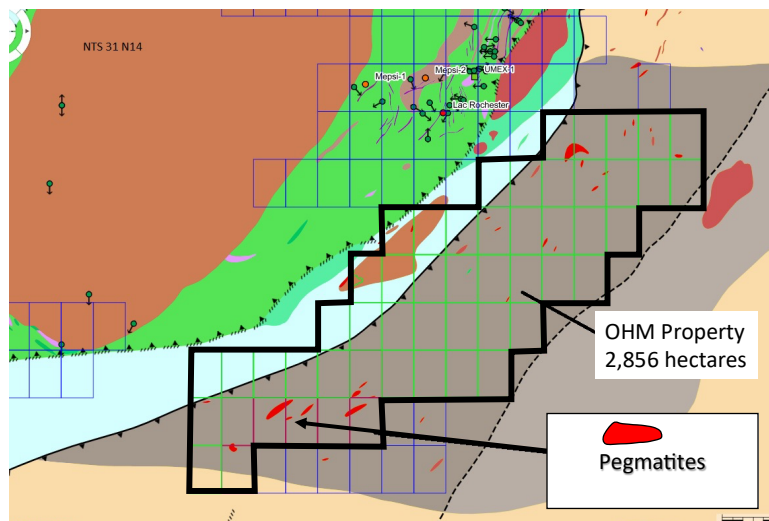 NTS 31 N14
Mepsi-1
Mepsi-2
UMEX-1
Lac Rochester
OHM Property
2,856 hectares
Pegmatites